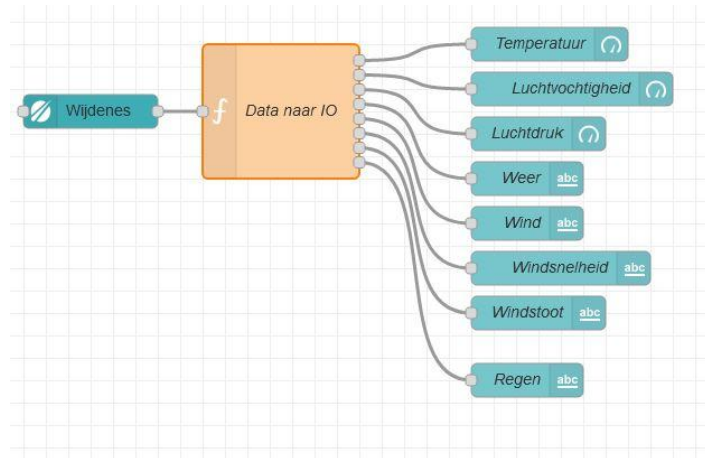 Temperatuur
Luchtvochtigheid
Wijdenes
Data naar IO
Luchtdruk
Weer abc
Wind abc
Windsnelheid abc
Windstoot abc
Regen abc